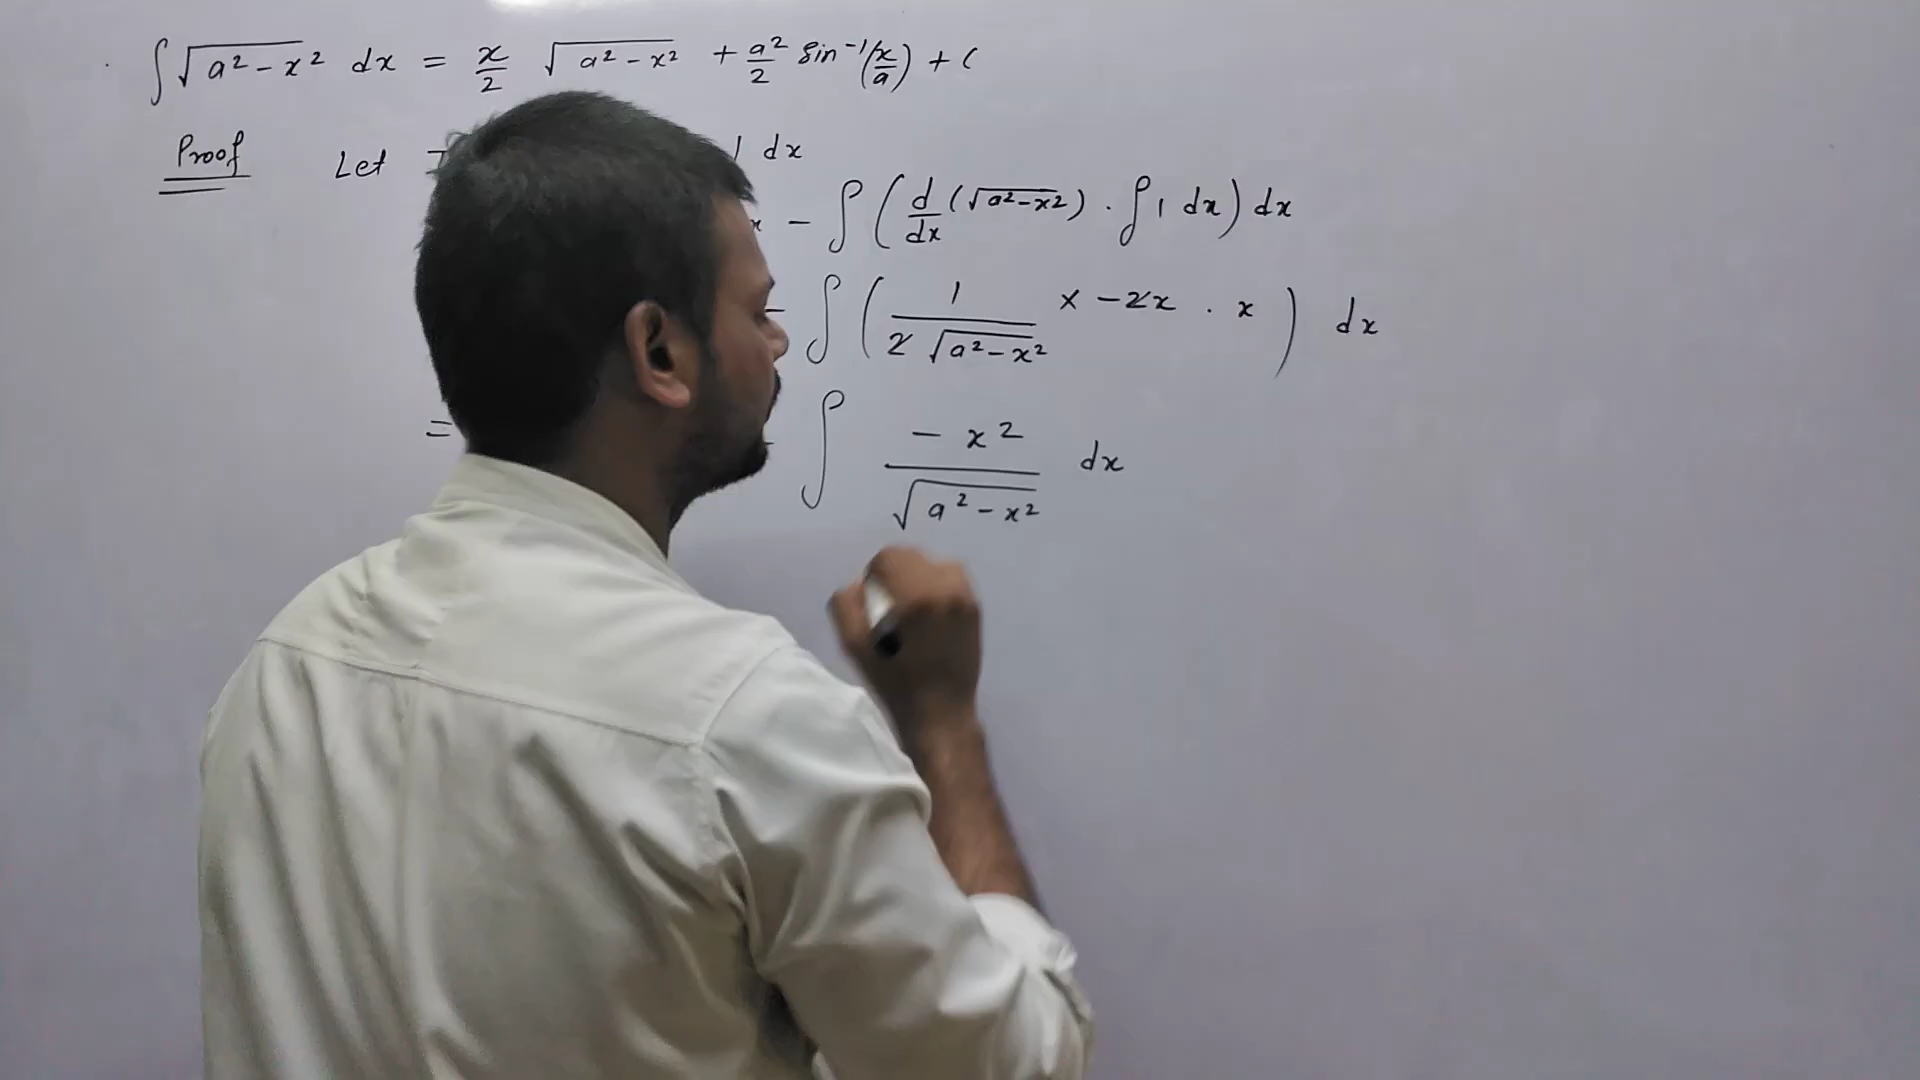 ∫ √a² - x² dx = x/2 √a² - x² + a²/2 sin⁻¹(x/a) + C
Proof Let 1 dx
x - ∫ ( d/dx (√a²-x²) . ∫ 1 dx ) dx
- ∫ ( 1/2√a²-x² × -2x . x ) dx
= - ∫ -x²/√a²-x² dx